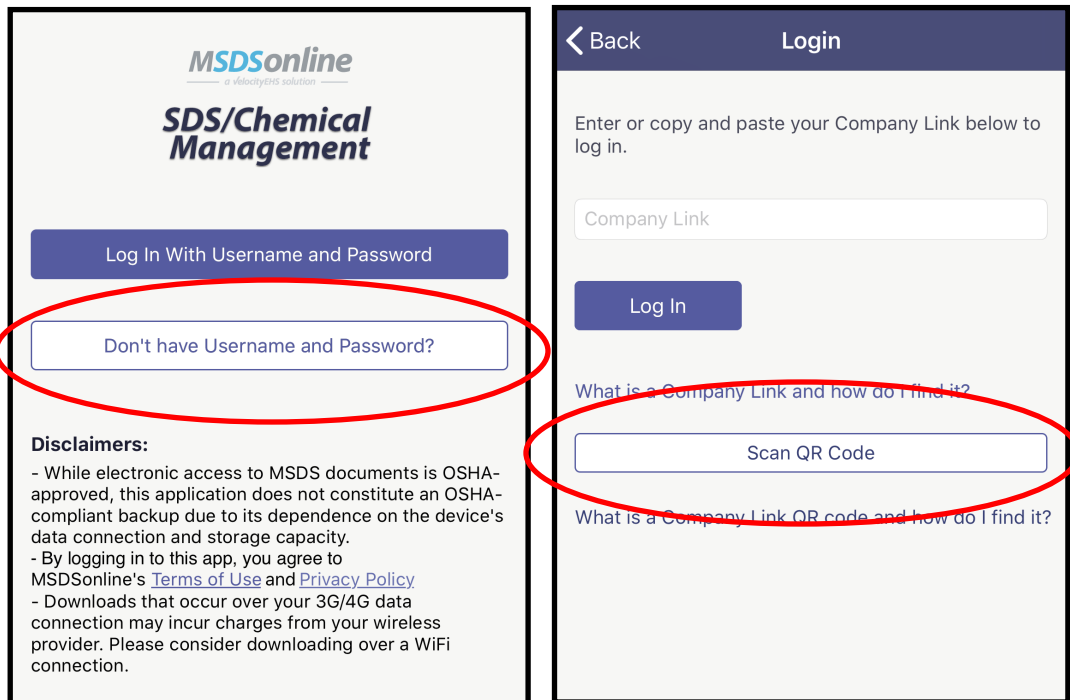 MSDSonline
a VelocityEHS solution
SDS/Chemical
Management
Log In With Username and Password
Don't have Username and Password?
Disclaimers:
- While electronic access to MSDS documents is OSHA-
approved, this application does not constitute an OSHA-
compliant backup due to its dependence on the device's
data connection and storage capacity.
- By logging in to this app, you agree to
MSDSonline's Terms of Use and Privacy Policy
- Downloads that occur over your 3G/4G data
connection may incur charges from your wireless
provider. Please consider downloading over a WiFi
connection.
Back
Login
Enter or copy and paste your Company Link below to
log in.
Company Link
Log In
What is a Company Link and how do I find it?
Scan QR Code
What is a Company Link QR code and how do I find it?